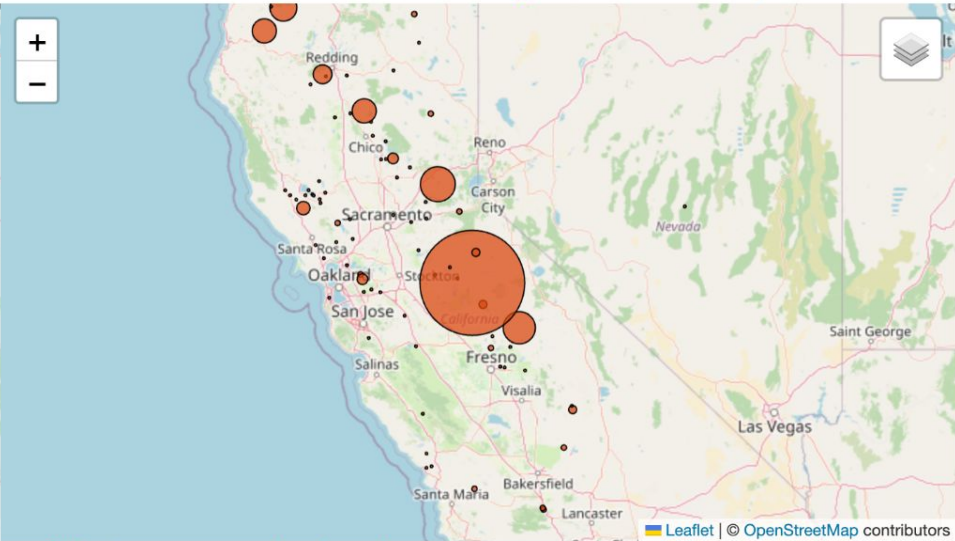 +
−
lt
Redding
Reno
Chico
Carson
City
Sacramento
Nevada
Santa Rosa
Oakland
Stockton
San Jose
California
Saint George
Fresno
Salinas
Visalia
Las Vegas
Bakersfield
Santa Maria
Lancaster
Leaflet | © OpenStreetMap contributors